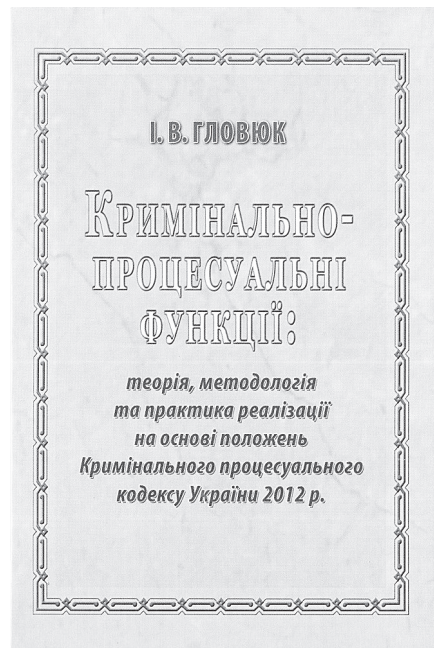 І. В. ГЛОВЮК
КРИМІНАЛЬНО-
ПРОЦЕСУАЛЬНІ
ФУНКЦІЇ:
теорія, методологія
та практика реалізації
на основі положень
Кримінального процесуального
кодексу України 2012 р.